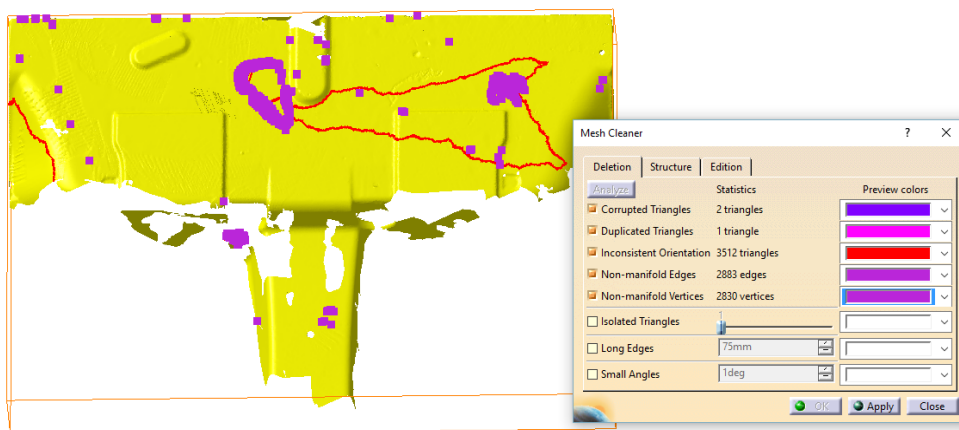 Mesh Cleaner ? ✕
Deletion Structure Edition
Analyze Statistics Preview colors
Corrupted Triangles 2 triangles
Duplicated Triangles 1 triangle
Inconsistent Orientation 3512 triangles
Non-manifold Edges 2883 edges
Non-manifold Vertices 2830 vertices
Isolated Triangles 1
Long Edges 75mm
Small Angles 1deg
OK Apply Close